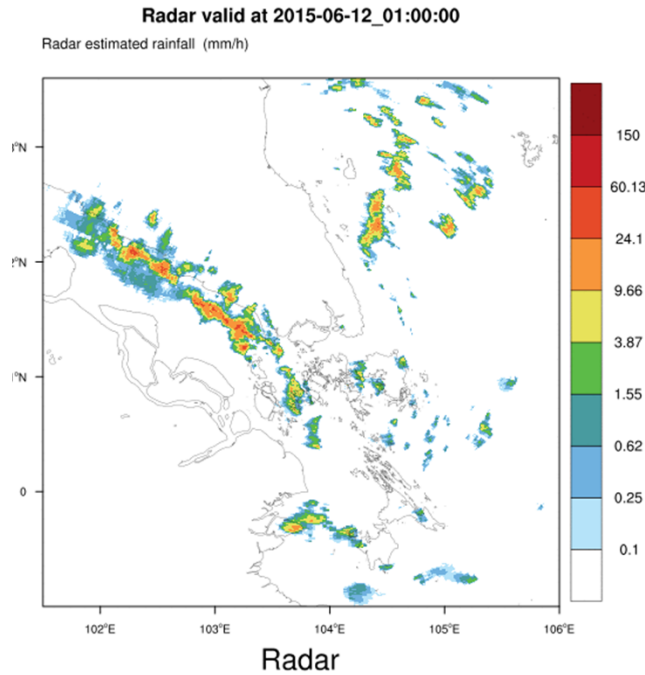 Radar valid at 2015-06-12_01:00:00
Radar estimated rainfall (mm/h)
150
60.13
24.1
9.66
3.87
1.55
0.62
0.25
0.1
°N
°N
°N
0
102°E
103°E
104°E
105°E
106°E
Radar